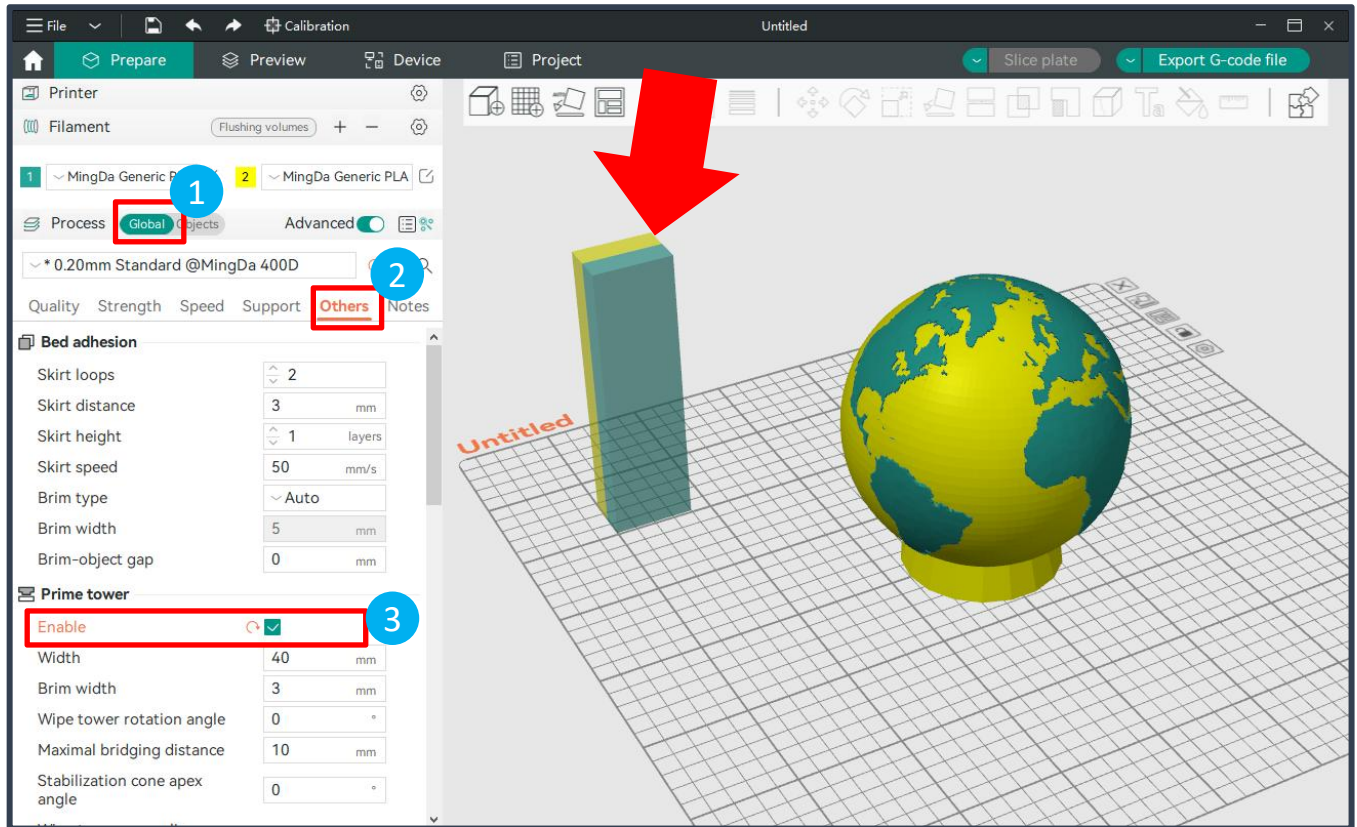 File
Calibration
Untitled
Prepare
Preview
Device
Project
Slice plate
Export G-code file
Printer
Filament
Flushing volumes
1
MingDa Generic
2
MingDa Generic PLA
1
Process
Global
Objects
Advanced
* 0.20mm Standard @MingDa 400D
2
Quality
Strength
Speed
Support
Others
Notes
Bed adhesion
Skirt loops 2
Skirt distance 3 mm
Skirt height 1 layers
Skirt speed 50 mm/s
Brim type Auto
Brim width 5 mm
Brim-object gap 0 mm
Prime tower
Enable
3
Width 40 mm
Brim width 3 mm
Wipe tower rotation angle 0 °
Maximal bridging distance 10 mm
Stabilization cone apex
angle 0 °
Untitled